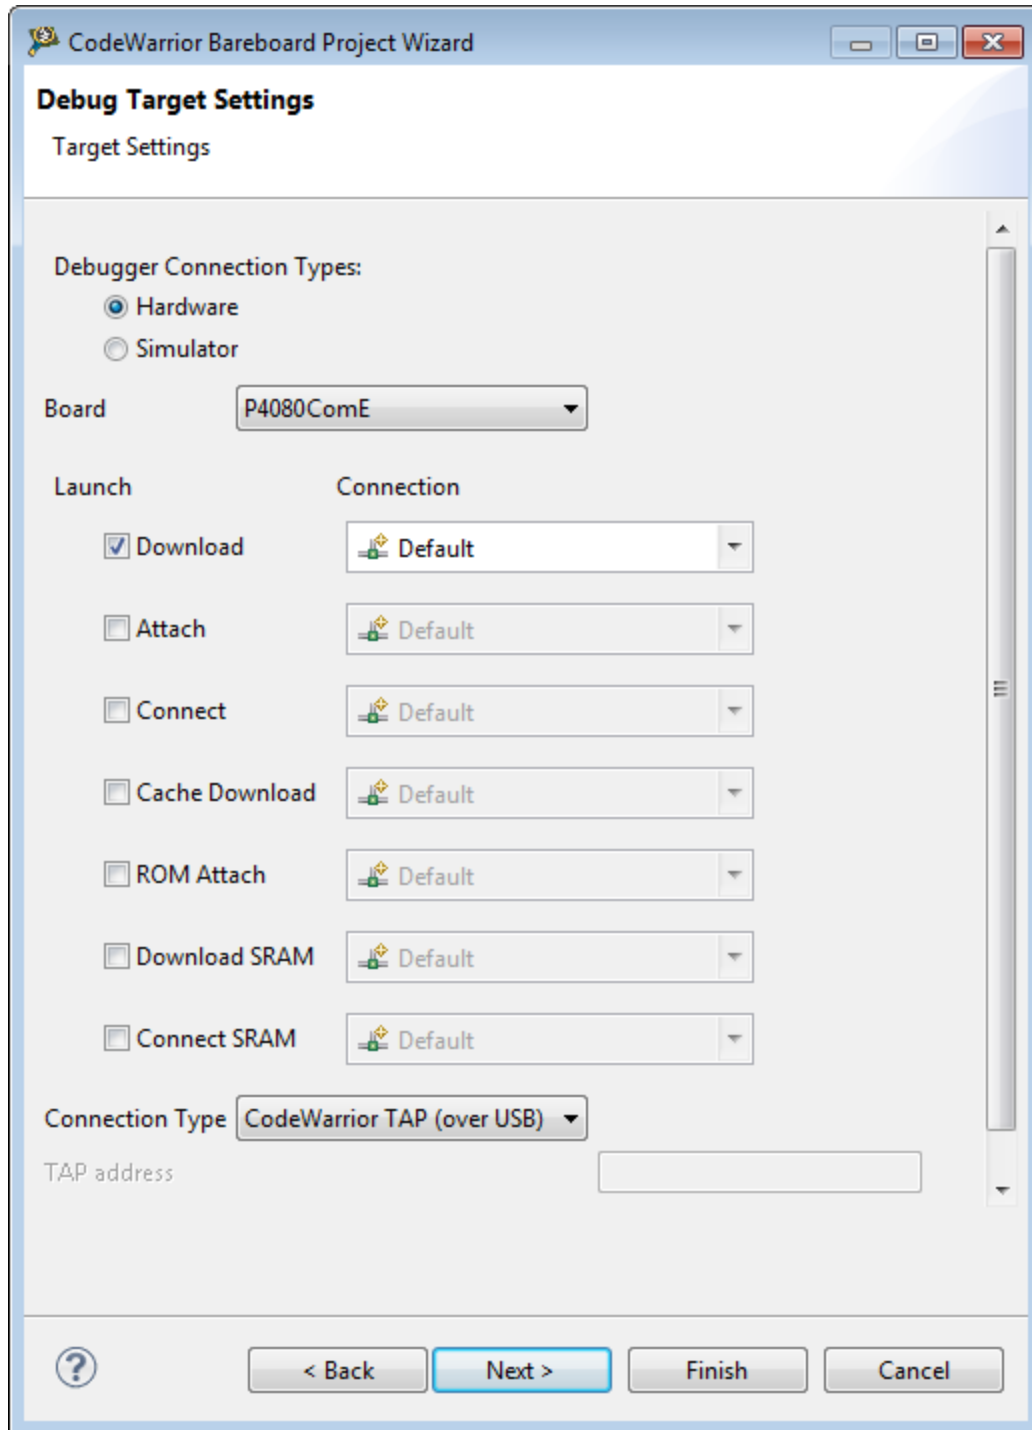 CodeWarrior Bareboard Project Wizard
Debug Target Settings
Target Settings
Debugger Connection Types:
Hardware
Simulator
Board P4080ComE
Launch Connection
Download Default
Attach Default
Connect Default
Cache Download Default
ROM Attach Default
Download SRAM Default
Connect SRAM Default
Connection Type CodeWarrior TAP (over USB)
TAP address
? < Back Next > Finish Cancel